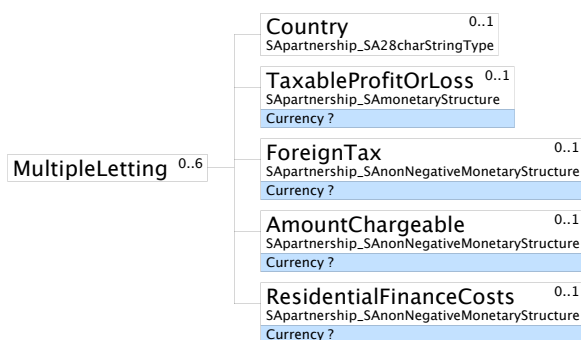 Country 0..1
SApartnership_SA28charStringType
TaxableProfitOrLoss 0..1
SApartnership_SAmonetaryStructure
Currency ?
MultipleLetting 0..6
ForeignTax 0..1
SApartnership_SAnonNegativeMonetaryStructure
Currency ?
AmountChargeable 0..1
SApartnership_SAnonNegativeMonetaryStructure
Currency ?
ResidentialFinanceCosts 0..1
SApartnership_SAnonNegativeMonetaryStructure
Currency ?